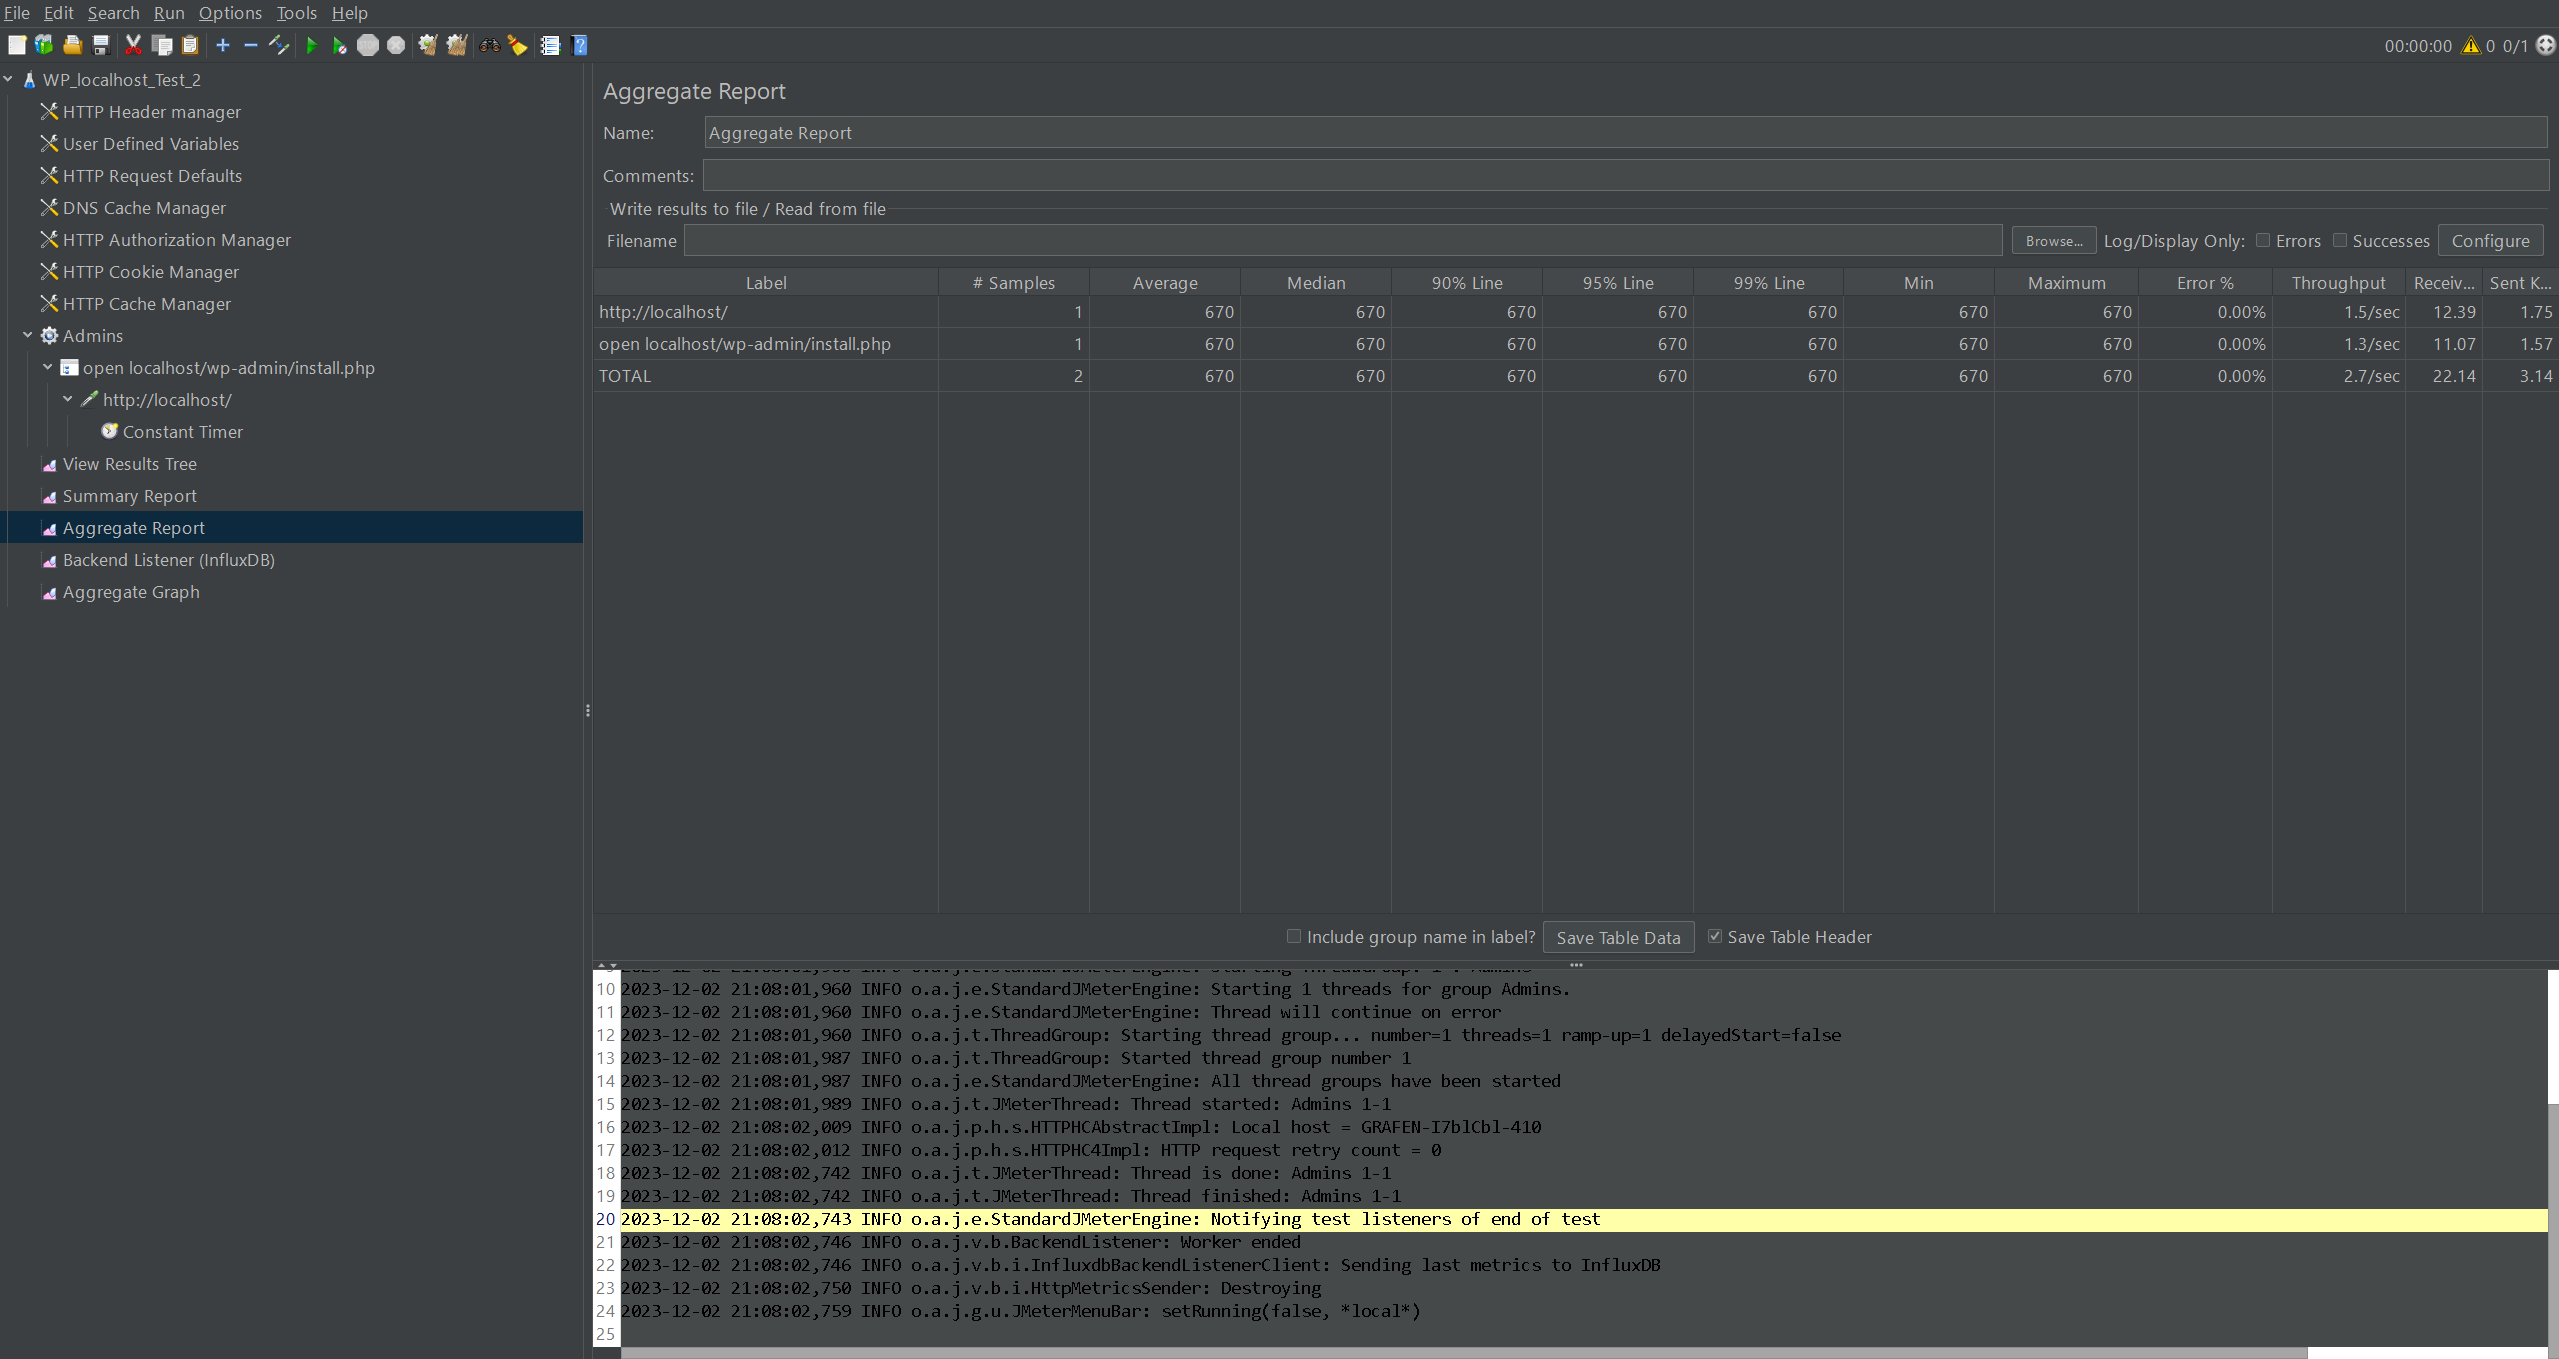 File Edit Search Run Options Tools Help
00:00:00 0 0/1
WP_localhost_Test_2
HTTP Header manager
User Defined Variables
HTTP Request Defaults
DNS Cache Manager
HTTP Authorization Manager
HTTP Cookie Manager
HTTP Cache Manager
Admins
open localhost/wp-admin/install.php
http://localhost/
Constant Timer
View Results Tree
Summary Report
Aggregate Report
Backend Listener (InfluxDB)
Aggregate Graph
Aggregate Report
Name: Aggregate Report
Comments:
Write results to file / Read from file
Filename Browse... Log/Display Only: Errors Successes Configure
Label # Samples Average Median 90% Line 95% Line 99% Line Min Maximum Error % Throughput Receiv... Sent K...
http://localhost/ 1 670 670 670 670 670 670 670 0.00% 1.5/sec 12.39 1.75
open localhost/wp-admin/install.php 1 670 670 670 670 670 670 670 0.00% 1.3/sec 11.07 1.57
TOTAL 2 670 670 670 670 670 670 670 0.00% 2.7/sec 22.14 3.14
Include group name in label? Save Table Data Save Table Header
10 2023-12-02 21:08:01,960 INFO o.a.j.e.StandardJMeterEngine: Starting 1 threads for group Admins.
11 2023-12-02 21:08:01,960 INFO o.a.j.e.StandardJMeterEngine: Thread will continue on error
12 2023-12-02 21:08:01,960 INFO o.a.j.t.ThreadGroup: Starting thread group... number=1 threads=1 ramp-up=1 delayedStart=false
13 2023-12-02 21:08:01,987 INFO o.a.j.t.ThreadGroup: Started thread group number 1
14 2023-12-02 21:08:01,987 INFO o.a.j.e.StandardJMeterEngine: All thread groups have been started
15 2023-12-02 21:08:01,989 INFO o.a.j.t.JMeterThread: Thread started: Admins 1-1
16 2023-12-02 21:08:02,009 INFO o.a.j.p.h.s.HTTPHCAbstractImpl: Local host = GRAFEN-I7blCbl-410
17 2023-12-02 21:08:02,012 INFO o.a.j.p.h.s.HTTPHC4Impl: HTTP request retry count = 0
18 2023-12-02 21:08:02,742 INFO o.a.j.t.JMeterThread: Thread is done: Admins 1-1
19 2023-12-02 21:08:02,742 INFO o.a.j.t.JMeterThread: Thread finished: Admins 1-1
20 2023-12-02 21:08:02,743 INFO o.a.j.e.StandardJMeterEngine: Notifying test listeners of end of test
21 2023-12-02 21:08:02,746 INFO o.a.j.v.b.BackendListener: Worker ended
22 2023-12-02 21:08:02,746 INFO o.a.j.v.b.i.InfluxdbBackendListenerClient: Sending last metrics to InfluxDB
23 2023-12-02 21:08:02,750 INFO o.a.j.v.b.i.HttpMetricsSender: Destroying
24 2023-12-02 21:08:02,759 INFO o.a.j.g.u.JMeterMenuBar: setRunning(false, *local*)
25